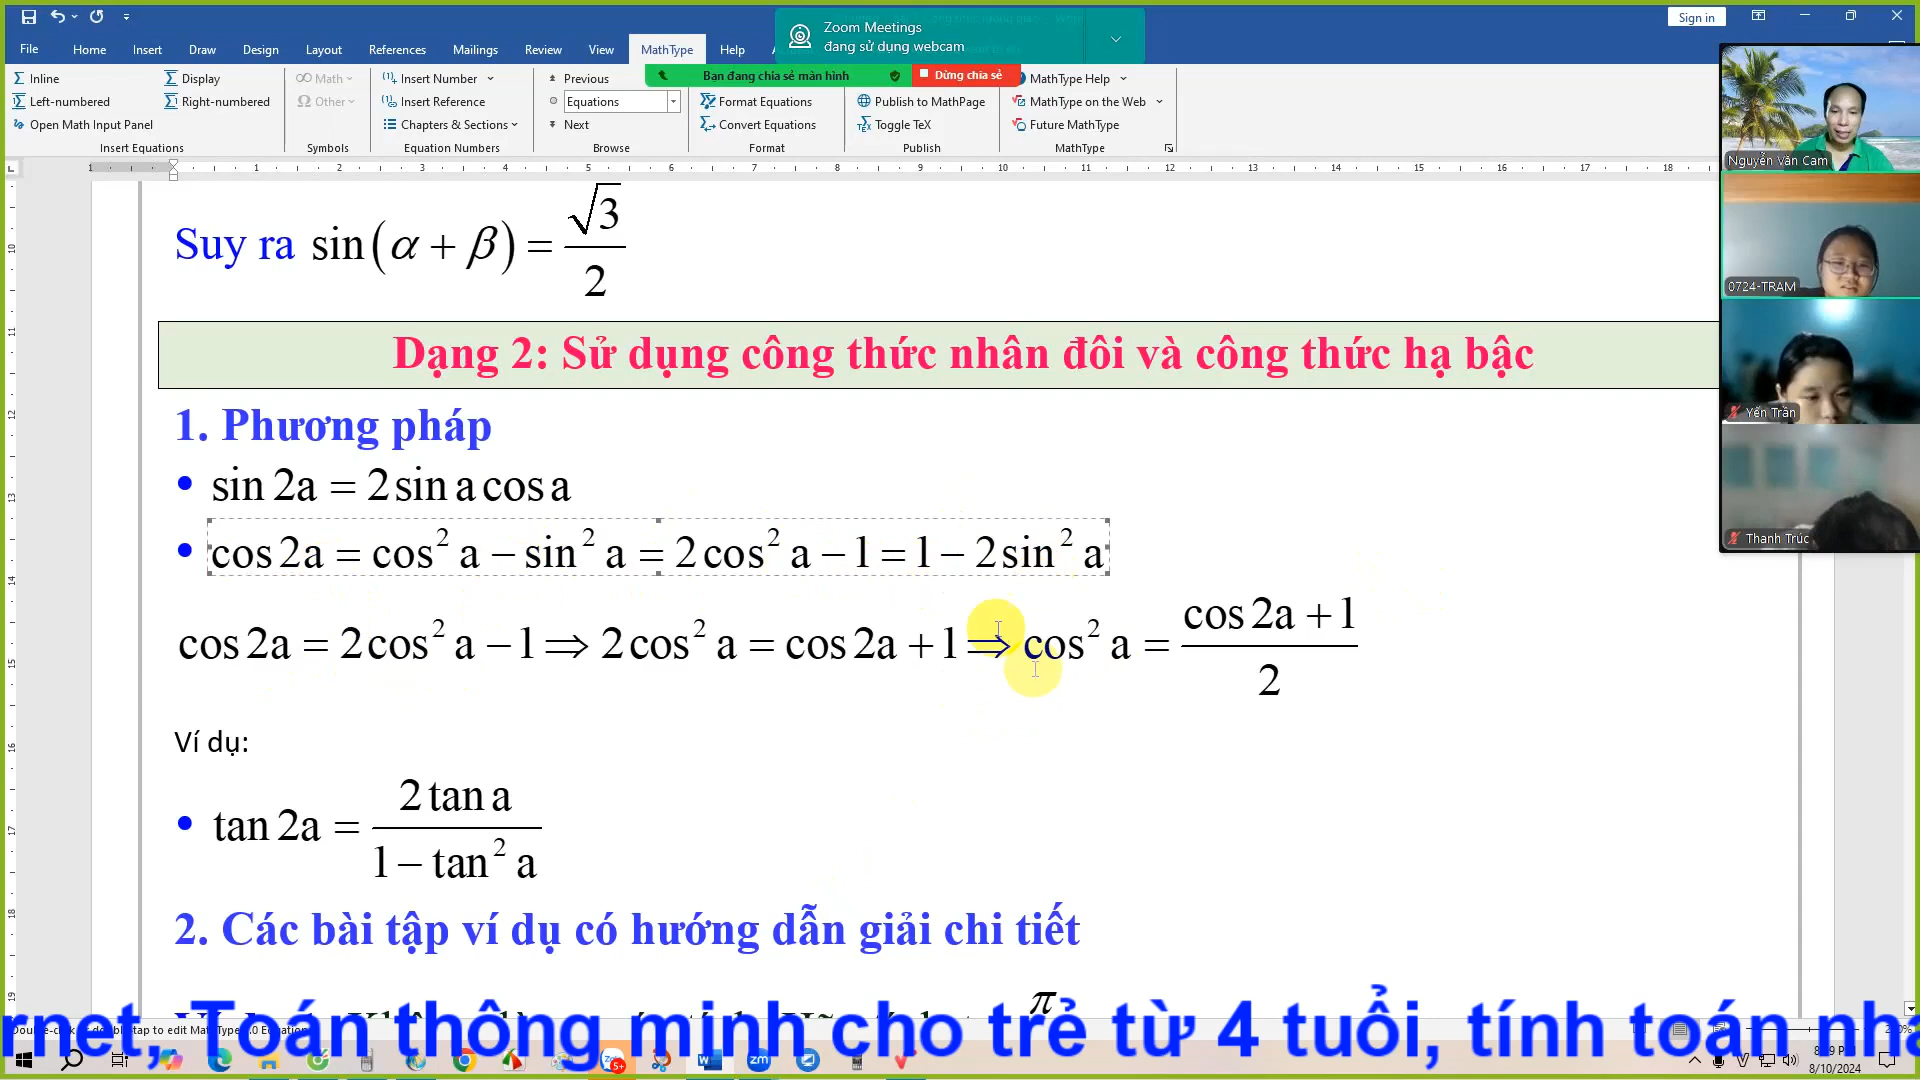 Zoom Meetings
đang sử dụng webcam
Sign in
File Home Insert Draw Design Layout References Mailings Review View MathType Help
Bạn đang chia sẻ màn hình Dừng chia sẻ
Inline Display Math Insert Number Previous MathType Help
Left-numbered Right-numbered Other Insert Reference Equations Format Equations Publish to MathPage MathType on the Web
Open Math Input Panel Chapters & Sections Next Convert Equations Toggle TeX Future MathType
Insert Equations Symbols Equation Numbers Browse Format Publish MathType
Nguyễn Văn Cam
0724-TRAM
Yến Trần
Thanh Trúc
Suy ra sin(α + β) = √3/2
Dạng 2: Sử dụng công thức nhân đôi và công thức hạ bậc
1. Phương pháp
• sin 2a = 2 sin a cos a
• cos 2a = cos² a − sin² a = 2 cos² a − 1 = 1 − 2 sin² a
cos 2a = 2 cos² a − 1 ⇒ 2 cos² a = cos 2a + 1 ⇒ cos² a = (cos 2a + 1)/2
Ví dụ:
• tan 2a = (2 tan a)/(1 − tan² a)
2. Các bài tập ví dụ có hướng dẫn giải chi tiết
π
rnet, Toán thông minh cho trẻ từ 4 tuổi, tính toán nh
8/10/2024